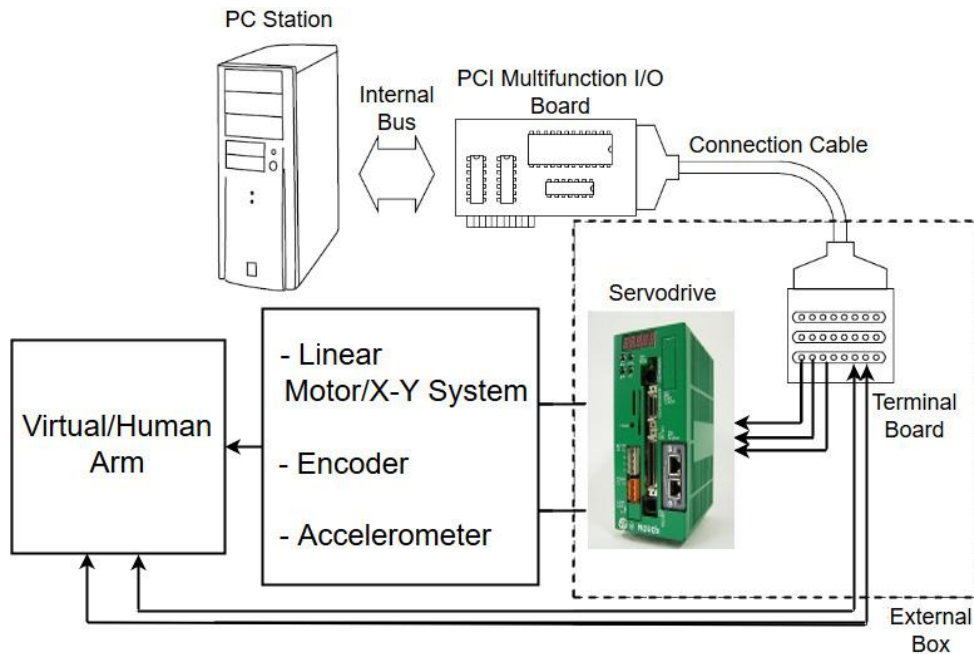 PC Station
PCI Multifunction I/O
Board
Internal
Bus
Connection Cable
Servodrive
- Linear
Motor/X-Y System
- Encoder
- Accelerometer
Virtual/Human
Arm
Terminal
Board
External
Box